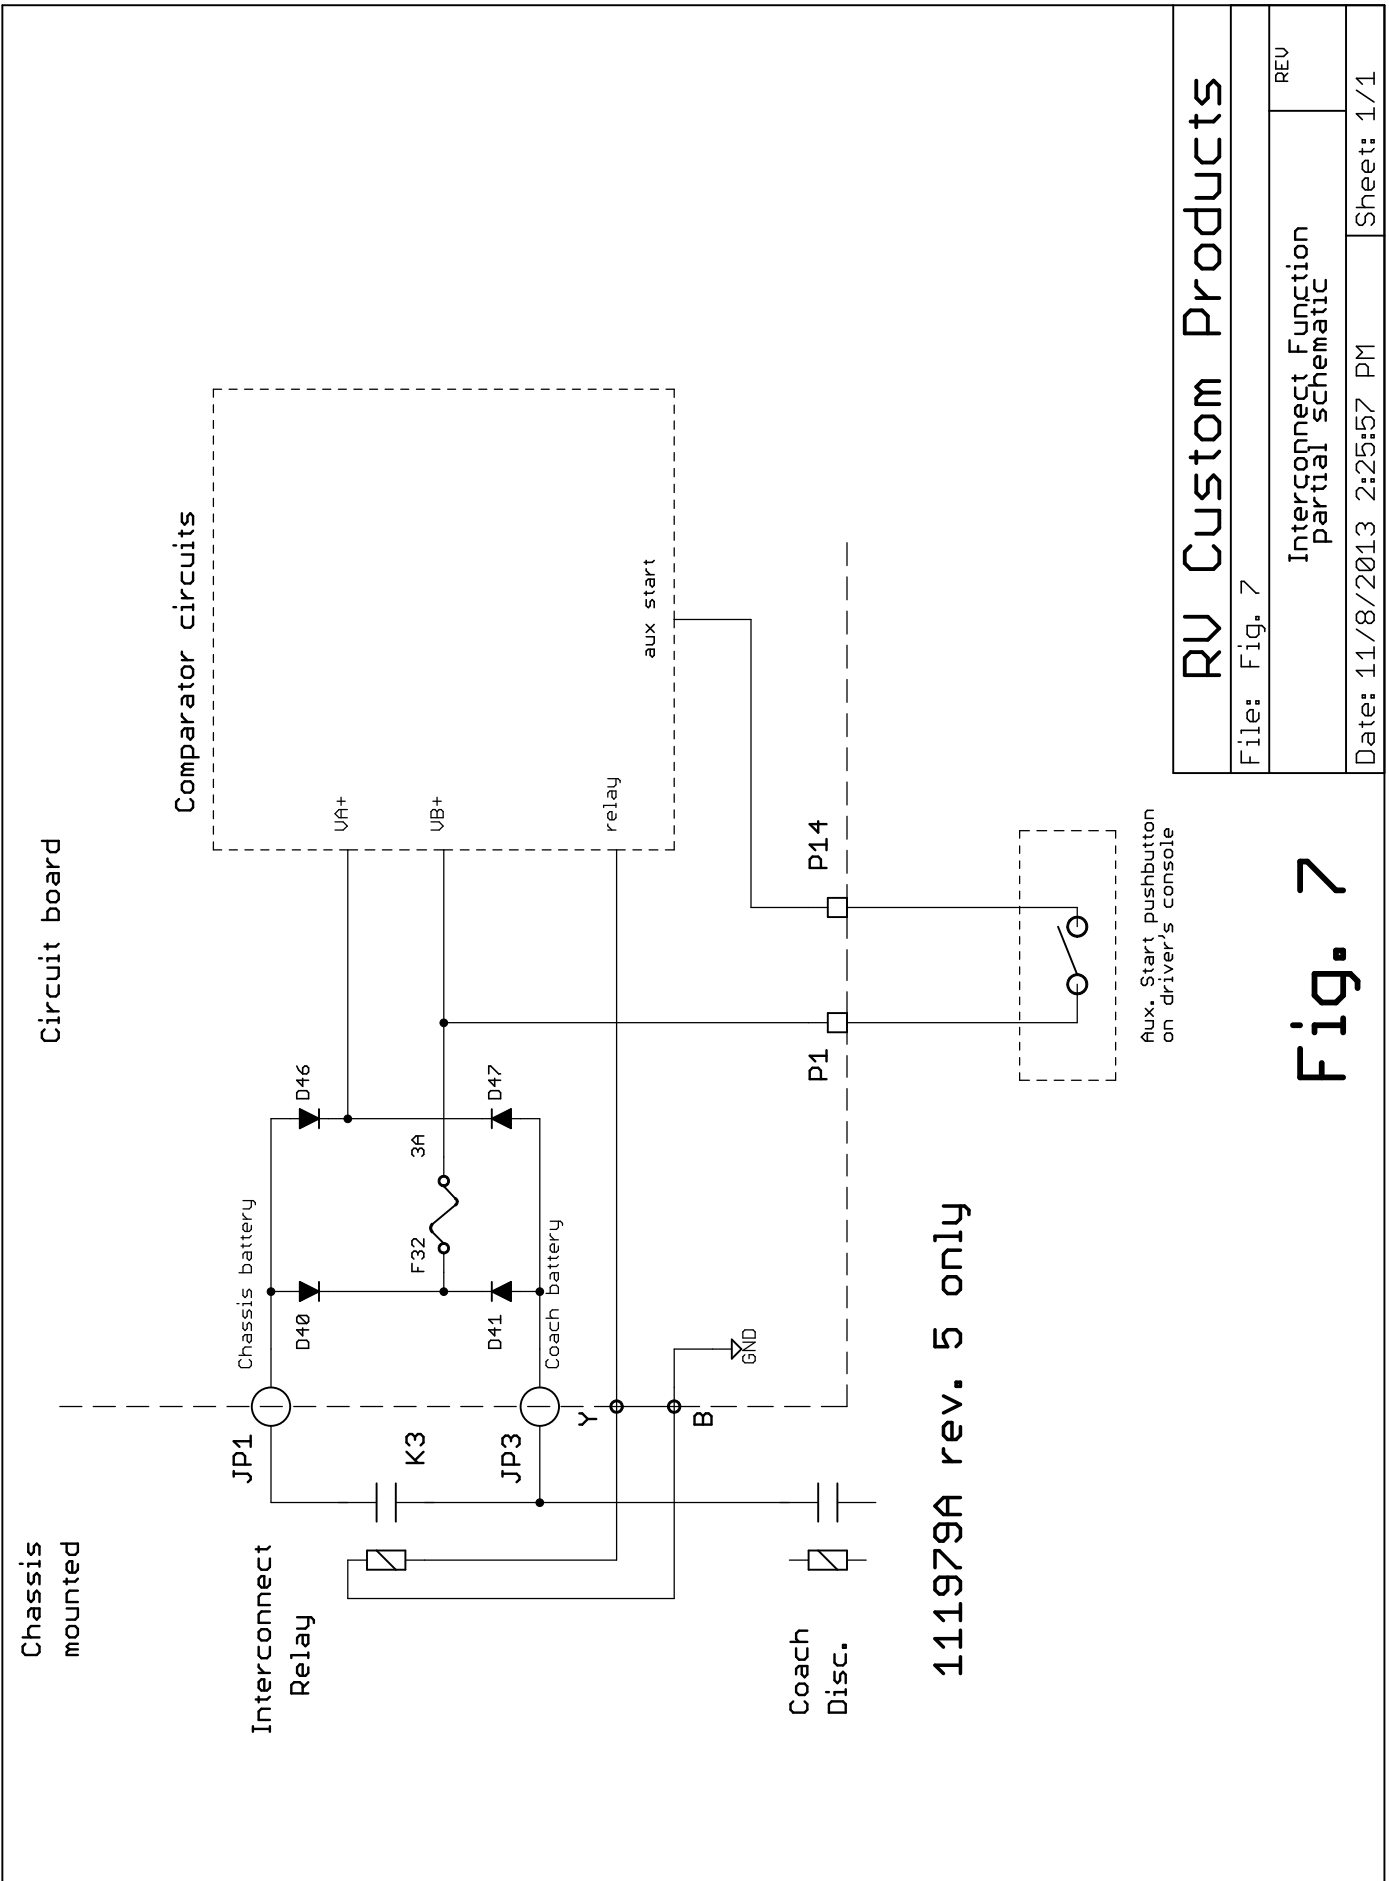 Chassis
mounted
Circuit board
Comparator circuits
Interconnect
Relay
JP1
K3
JP3
Chassis battery
D40
D46
F32
3A
D41
D47
Coach battery
VA+
VB+
relay
aux start
Y
B
GND
P1
P14
Coach
Disc.
111979A rev. 5 only
Aux. Start pushbutton
on driver's console
Fig. 7
RV Custom Products
File: Fig. 7
Interconnect Function
partial schematic
REV
Date: 11/8/2013 2:25:57 PM
Sheet: 1/1